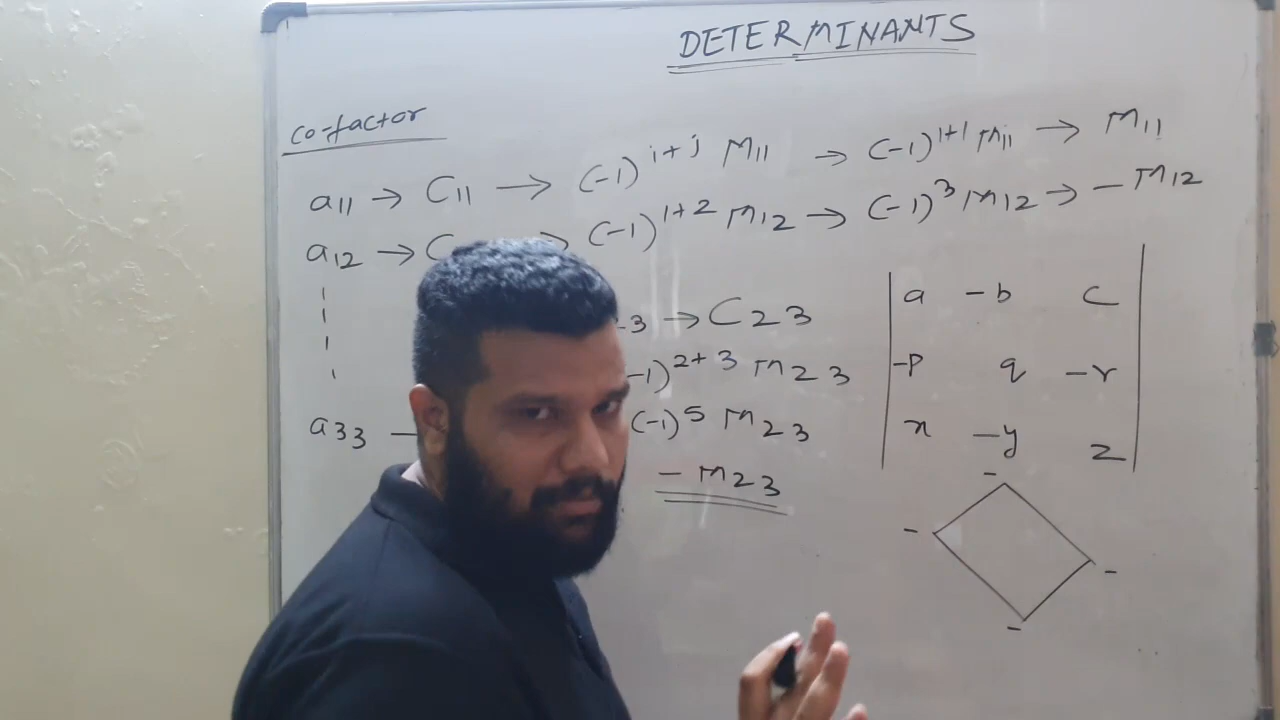 DETERMINANTS
co-factor
a11 → C11 → (-1)^i+j M11 → (-1)^1+1 M11 → M11
a12 → C → (-1)^1+2 M12 → (-1)^3 M12 → - M12
3 → C23
-1)^2+3 M23
a33 — (-1)^5 M23
- M23
a -b c
-p q -r
x -y z
- - - -